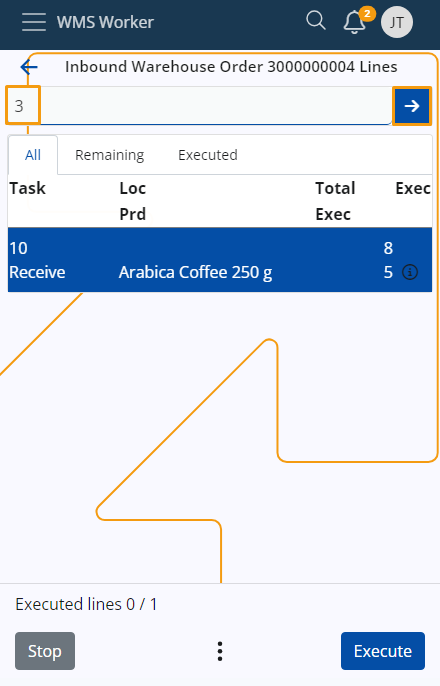 WMS Worker
2
JT
Inbound Warehouse Order 3000000004 Lines
3
All Remaining Executed
Task Loc Total Exec
Prd Exec
10 8
Receive Arabica Coffee 250 g 5
Executed lines 0 / 1
Stop Execute